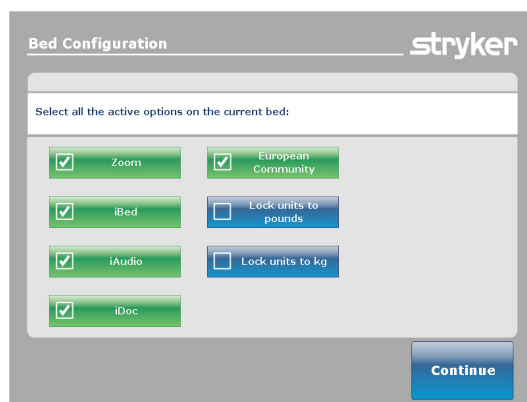 Bed Configuration
stryker
Select all the active options on the current bed:
Zoom
European
Community
iBed
Lock units to
pounds
iAudio
Lock units to kg
iDoc
Continue